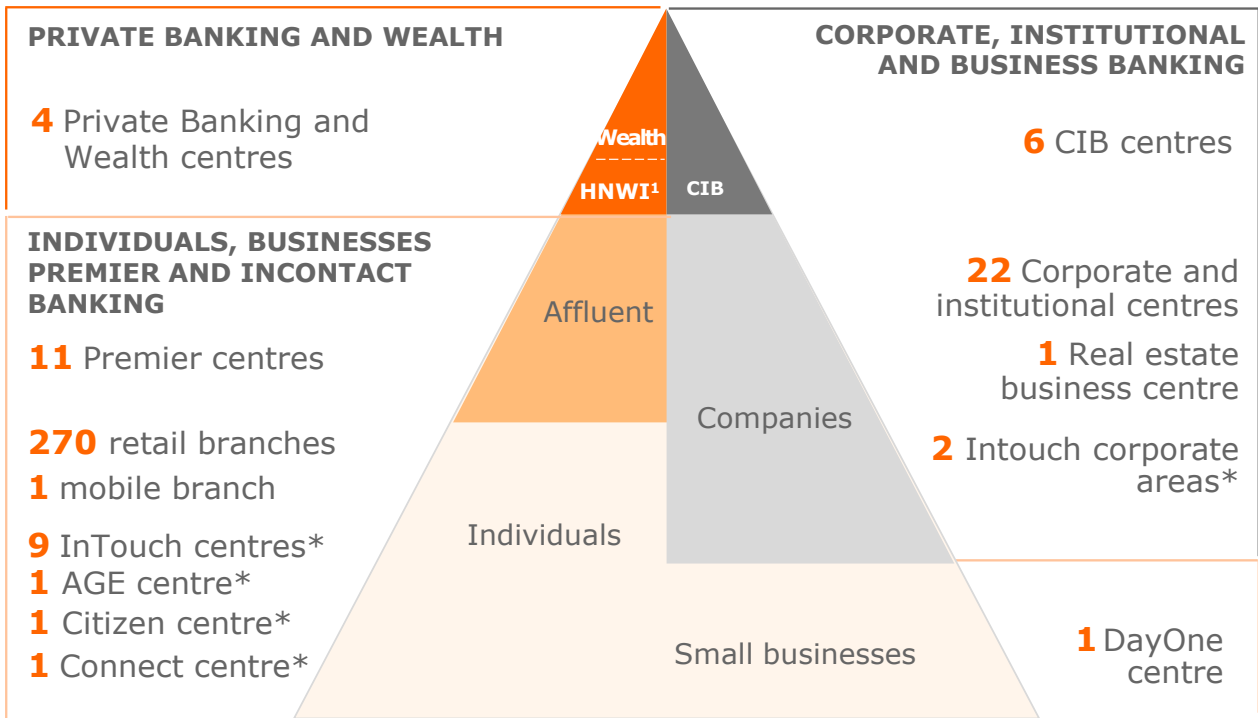 PRIVATE BANKING AND WEALTH
4 Private Banking and
Wealth centres
INDIVIDUALS, BUSINESSES
PREMIER AND INCONTACT
BANKING
11 Premier centres
270 retail branches
1 mobile branch
9 InTouch centres*
1 AGE centre*
1 Citizen centre*
1 Connect centre*
Wealth
HNWI¹
CIB
Affluent
Companies
Individuals
Small businesses
CORPORATE, INSTITUTIONAL
AND BUSINESS BANKING
6 CIB centres
22 Corporate and
institutional centres
1 Real estate
business centre
2 Intouch corporate
areas*
1 DayOne
centre